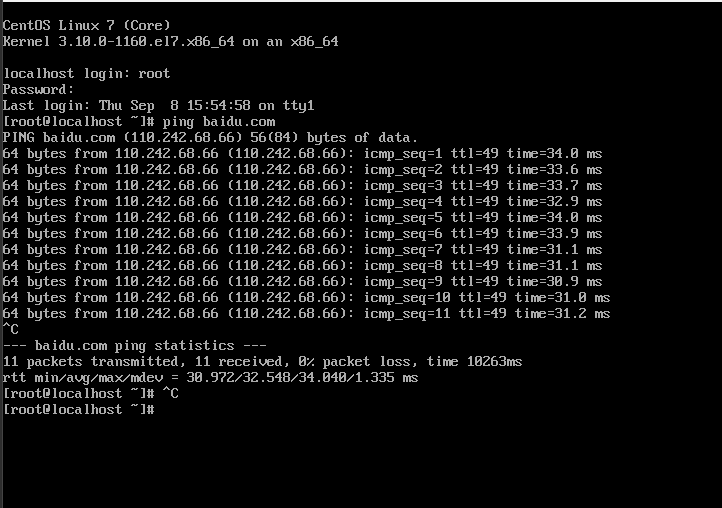 CentOS Linux 7 (Core)
Kernel 3.10.0-1160.el7.x86_64 on an x86_64
localhost login: root
Password:
Last login: Thu Sep  8 15:54:58 on tty1
[root@localhost ~]# ping baidu.com
PING baidu.com (110.242.68.66) 56(84) bytes of data.
64 bytes from 110.242.68.66 (110.242.68.66): icmp_seq=1 ttl=49 time=34.0 ms
64 bytes from 110.242.68.66 (110.242.68.66): icmp_seq=2 ttl=49 time=33.6 ms
64 bytes from 110.242.68.66 (110.242.68.66): icmp_seq=3 ttl=49 time=33.7 ms
64 bytes from 110.242.68.66 (110.242.68.66): icmp_seq=4 ttl=49 time=32.9 ms
64 bytes from 110.242.68.66 (110.242.68.66): icmp_seq=5 ttl=49 time=34.0 ms
64 bytes from 110.242.68.66 (110.242.68.66): icmp_seq=6 ttl=49 time=33.9 ms
64 bytes from 110.242.68.66 (110.242.68.66): icmp_seq=7 ttl=49 time=31.1 ms
64 bytes from 110.242.68.66 (110.242.68.66): icmp_seq=8 ttl=49 time=31.1 ms
64 bytes from 110.242.68.66 (110.242.68.66): icmp_seq=9 ttl=49 time=30.9 ms
64 bytes from 110.242.68.66 (110.242.68.66): icmp_seq=10 ttl=49 time=31.0 ms
64 bytes from 110.242.68.66 (110.242.68.66): icmp_seq=11 ttl=49 time=31.2 ms
^C
--- baidu.com ping statistics ---
11 packets transmitted, 11 received, 0% packet loss, time 10263ms
rtt min/avg/max/mdev = 30.972/32.548/34.040/1.335 ms
[root@localhost ~]# ^C
[root@localhost ~]#